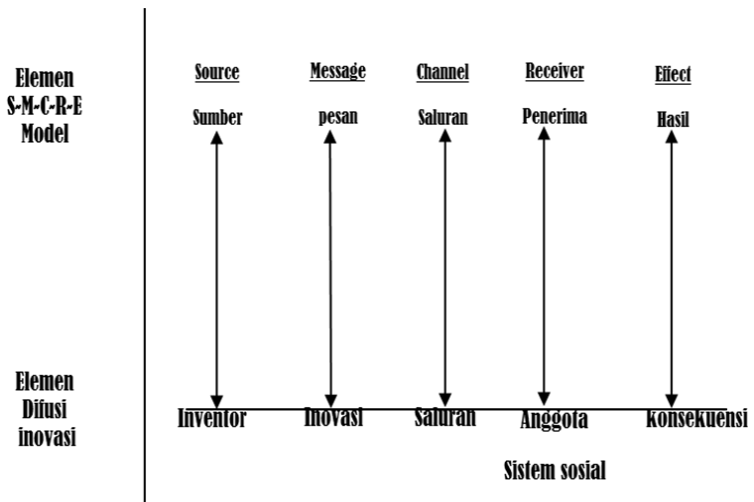 Elemen
S-M-C-R-E
Model
Source Message Channel Receiver Effect
Sumber pesan Saluran Penerima Hasil
Elemen
Difusi
inovasi
Inventor Inovasi Saluran Anggota konsekuensi
Sistem sosial